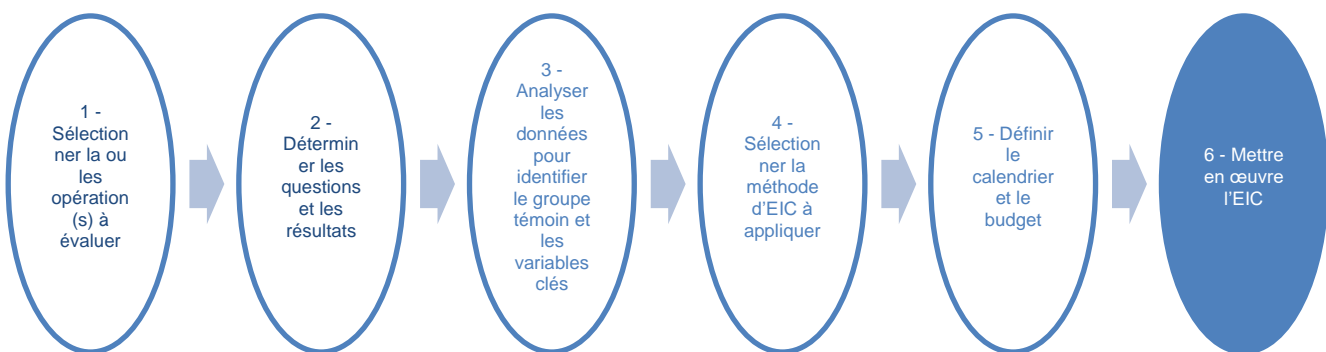 1 -
Sélection
ner la ou
les
opération
(s) à
évaluer
2 -
Détermin
er les
questions
et les
résultats
3 -
Analyser
les
données
pour
identifier
le groupe
témoin et
les
variables
clés
4 -
Sélection
ner la
méthode
d’EIC à
appliquer
5 - Définir
le
calendrier
et le
budget
6 - Mettre
en œuvre
l’EIC